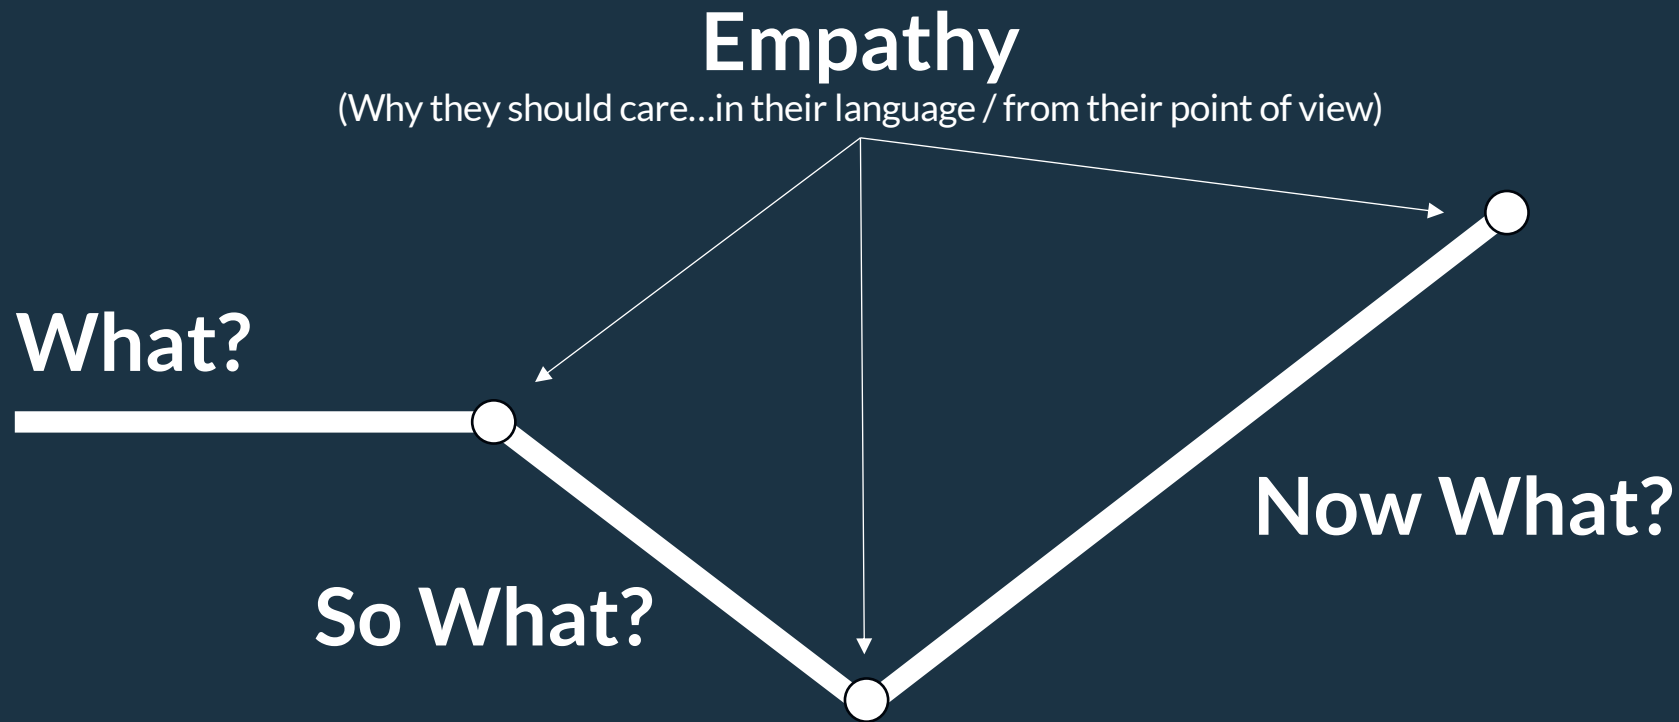 Empathy
(Why they should care...in their language / from their point of view)
What?
So What?
Now What?